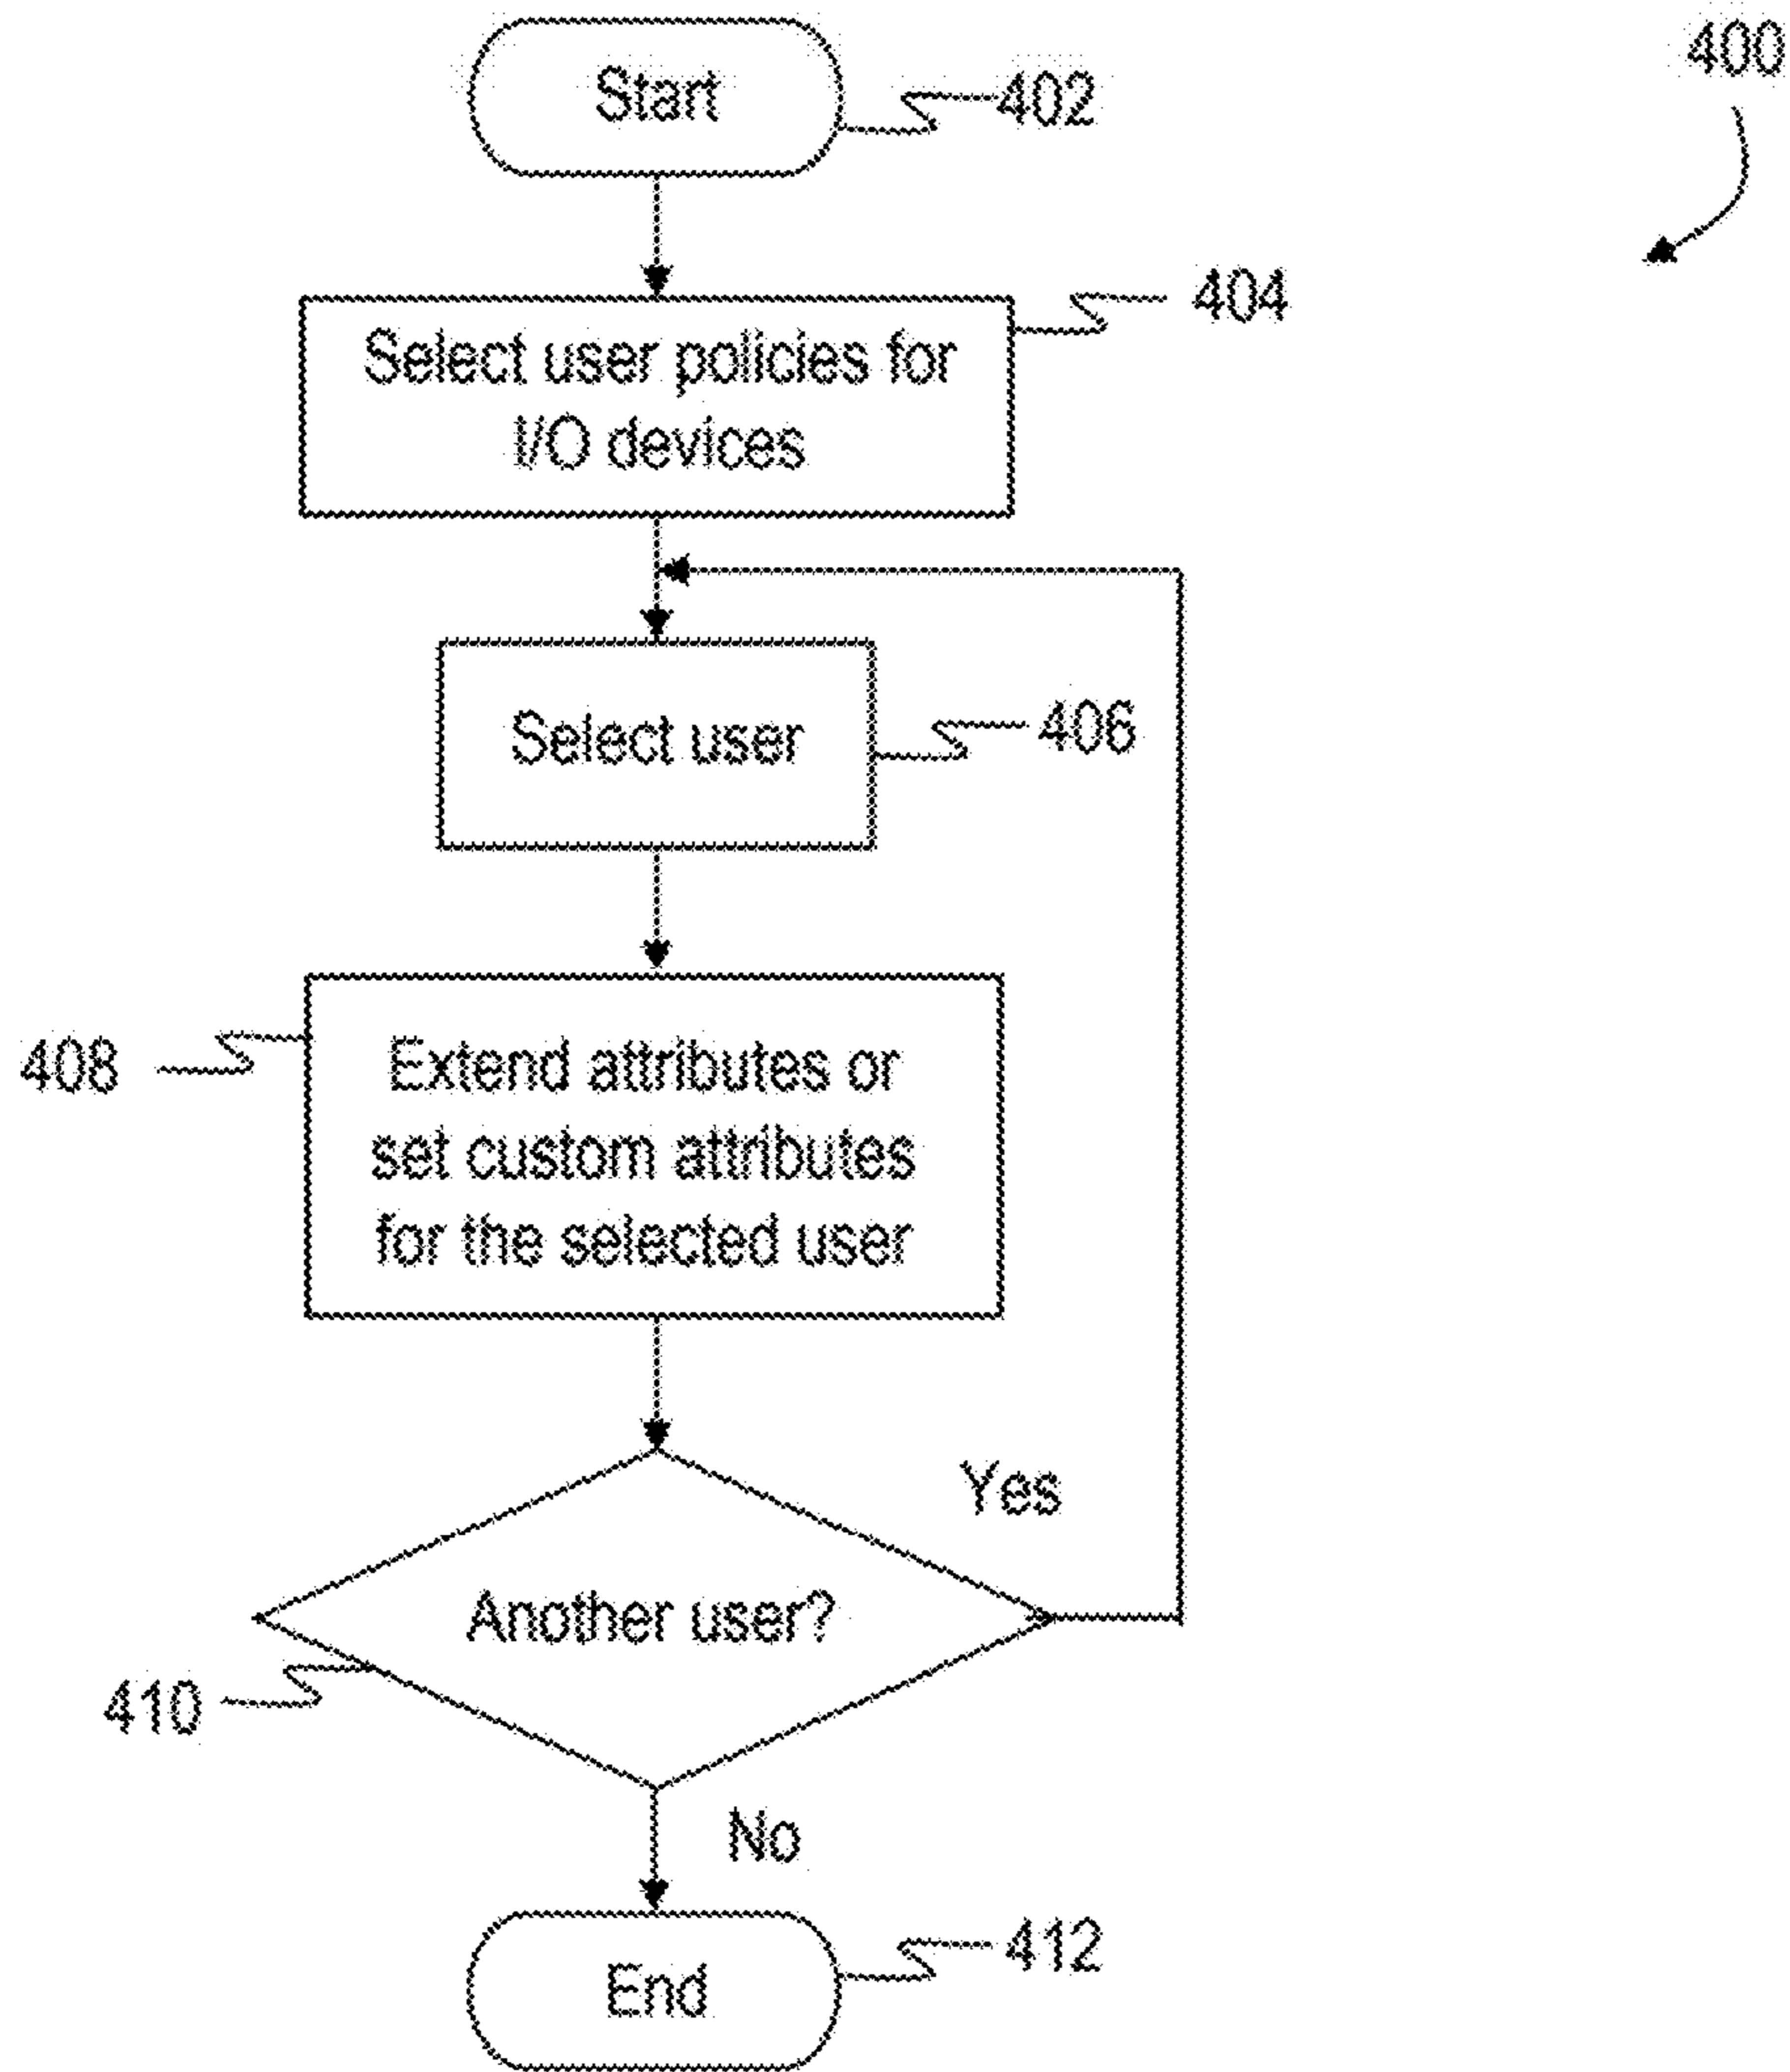 400
Start
402
Select user policies for
I/O devices
404
Select user
406
Extend attributes or
set custom attributes
for the selected user
408
Yes
Another user?
410
No
End
412